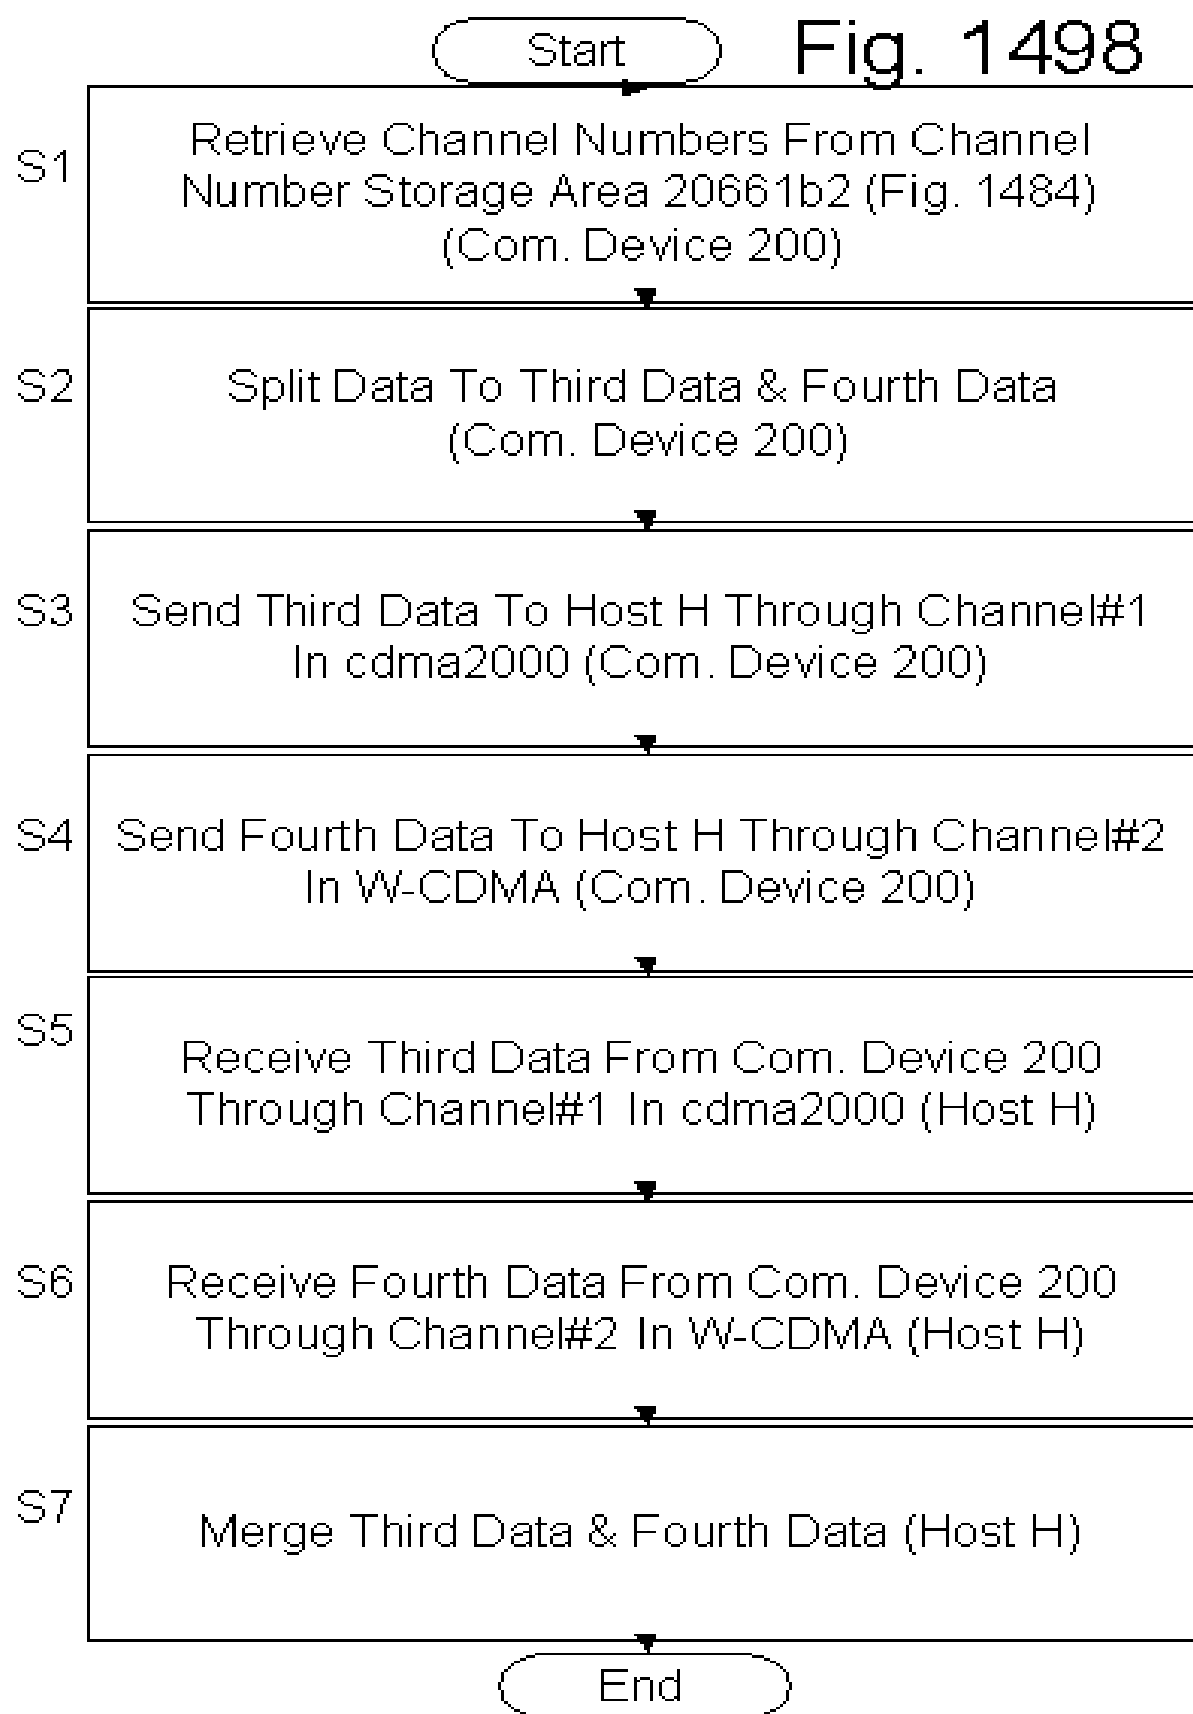 Start
Fig. 1498
S1
Retrieve Channel Numbers From Channel
Number Storage Area 20661b2 (Fig. 1484)
(Com. Device 200)
S2
Split Data To Third Data & Fourth Data
(Com. Device 200)
S3
Send Third Data To Host H Through Channel#1
In cdma2000 (Com. Device 200)
S4
Send Fourth Data To Host H Through Channel#2
In W-CDMA (Com. Device 200)
S5
Receive Third Data From Com. Device 200
Through Channel#1 In cdma2000 (Host H)
S6
Receive Fourth Data From Com. Device 200
Through Channel#2 In W-CDMA (Host H)
S7
Merge Third Data & Fourth Data (Host H)
End